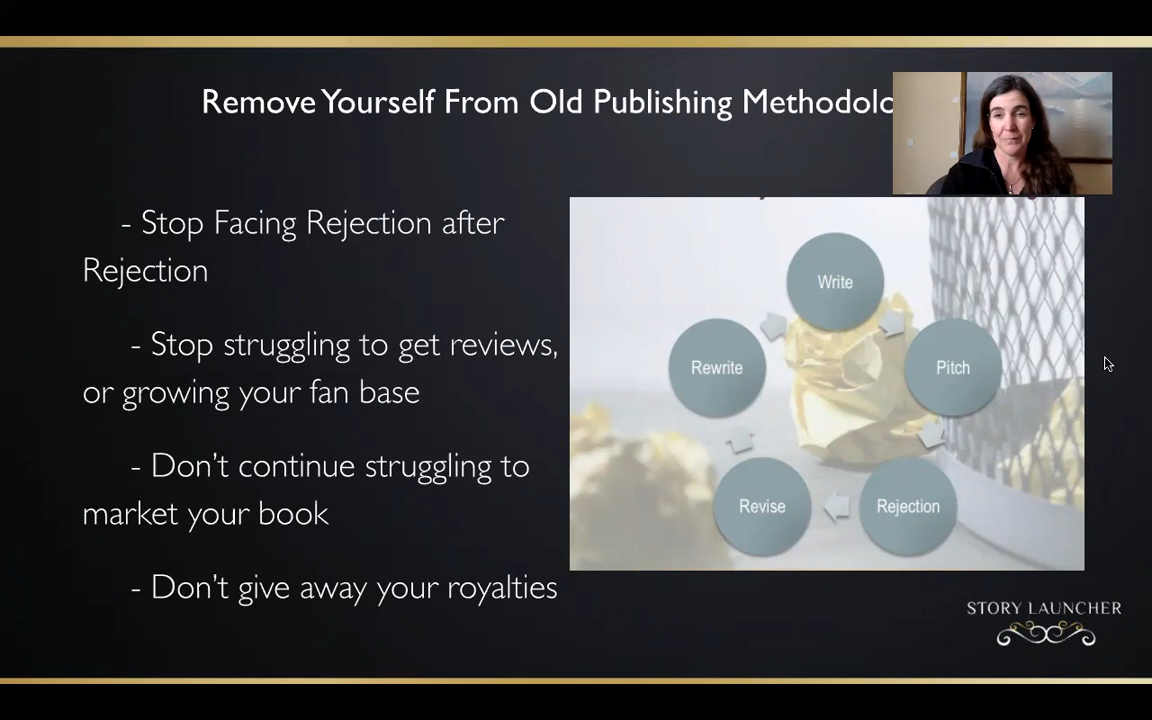 Remove Yourself From Old Publishing Methodolo
- Stop Facing Rejection after
Rejection
- Stop struggling to get reviews,
or growing your fan base
- Don't continue struggling to
market your book
- Don't give away your royalties
Write
Pitch
Rejection
Revise
Rewrite
STORY LAUNCHER